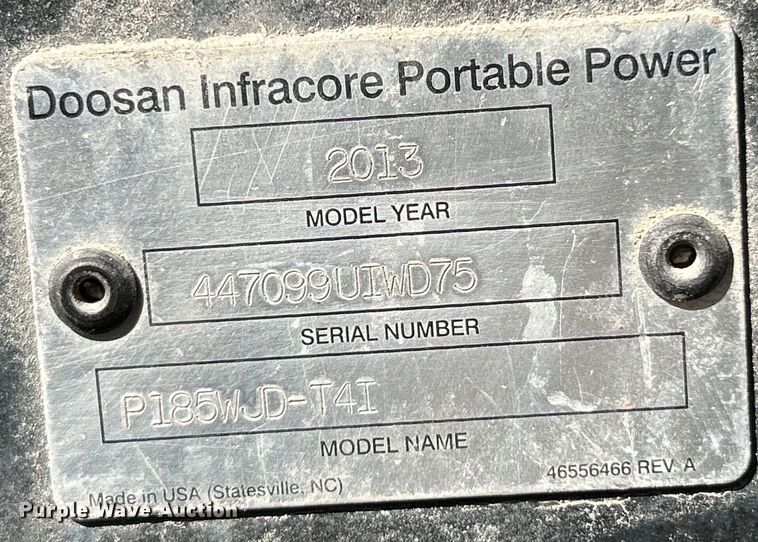 Doosan Infracore Portable Power
2013
MODEL YEAR
447099UIWD75
SERIAL NUMBER
P185WJD-T4I
MODEL NAME
46556466 REV. A
Made in USA (Statesville, NC)
Purple Wave Auction